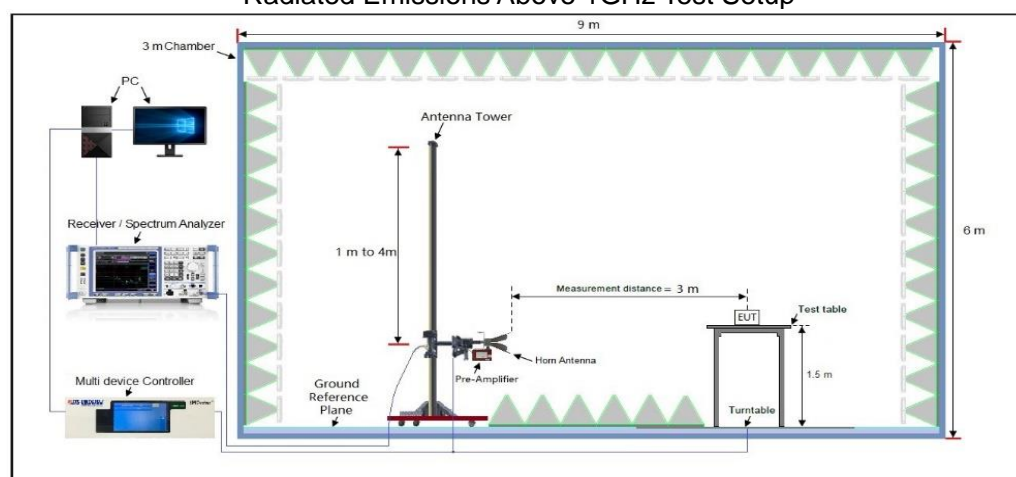 Radiated Emissions Above 1GHz Test Setup
9 m
3 m Chamber
PC
Antenna Tower
Receiver / Spectrum Analyzer
1 m to 4m
6 m
Measurement distance = 3 m
EUT
Test table
Horn Antenna
Pre-Amplifier
1.5 m
Multi device Controller
Ground
Reference
Plane
Turntable